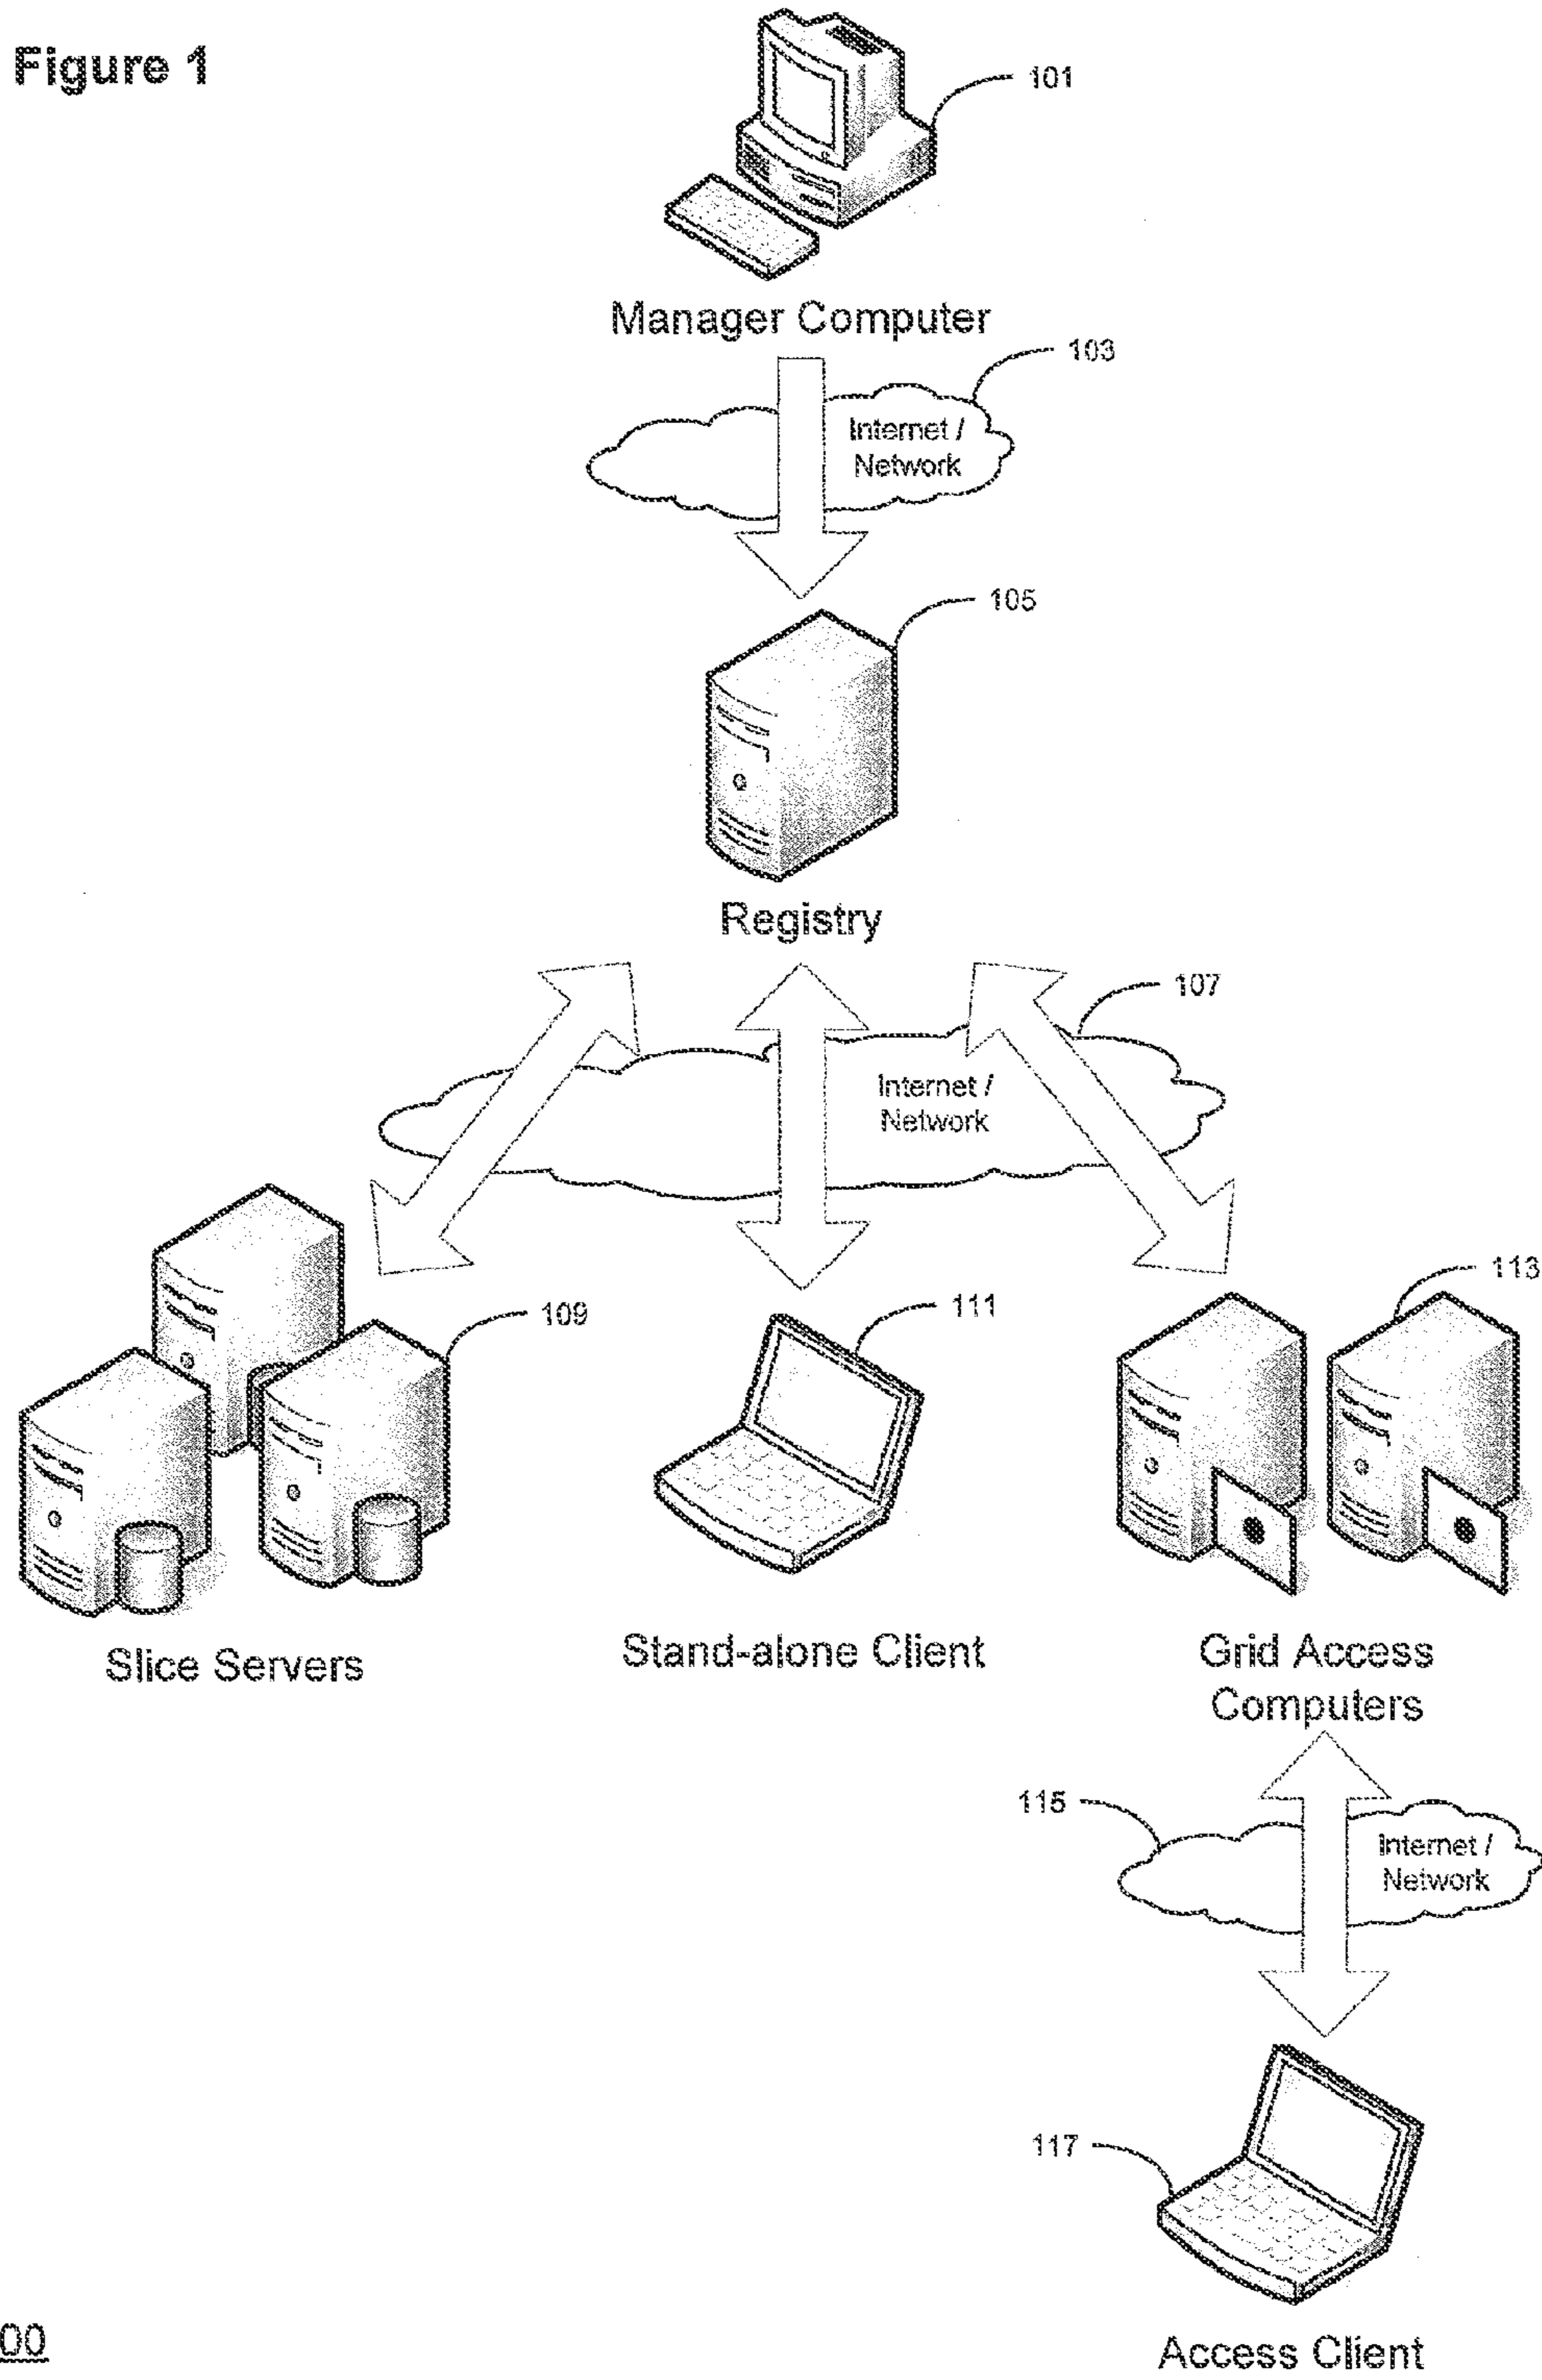 Figure 1
101
Manager Computer
103
Internet /
Network
105
Registry
107
Internet /
Network
109
111
113
Slice Servers
Stand-alone Client
Grid Access
Computers
115
Internet /
Network
117
Access Client
00